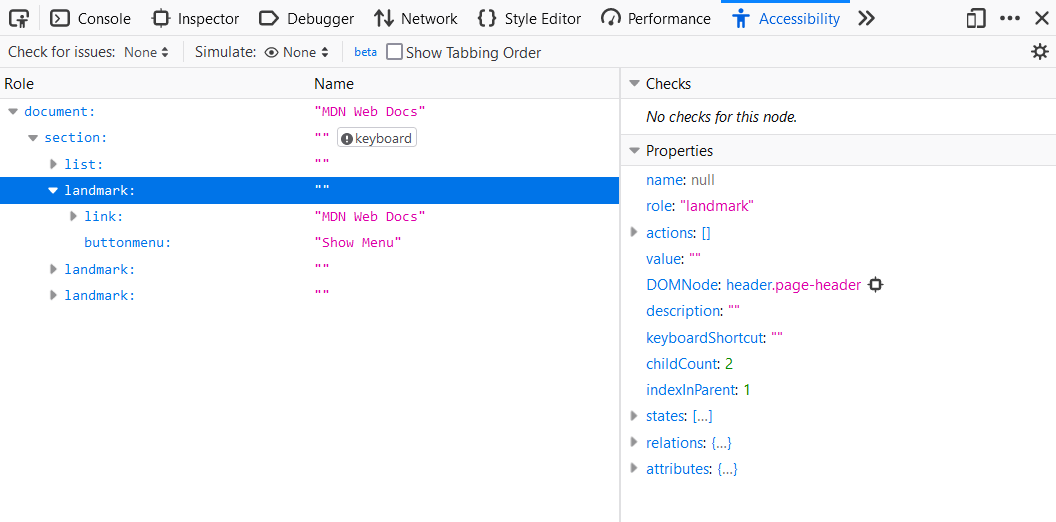 Console Inspector Debugger Network Style Editor Performance Accessibility
Check for issues: None Simulate: None beta Show Tabbing Order
Role Name
document: "MDN Web Docs"
section: "" keyboard
list: ""
landmark: ""
link: "MDN Web Docs"
buttonmenu: "Show Menu"
landmark: ""
landmark: ""
Checks
No checks for this node.
Properties
name: null
role: "landmark"
actions: []
value: ""
DOMNode: header.page-header
description: ""
keyboardShortcut: ""
childCount: 2
indexInParent: 1
states: […]
relations: {…}
attributes: {…}